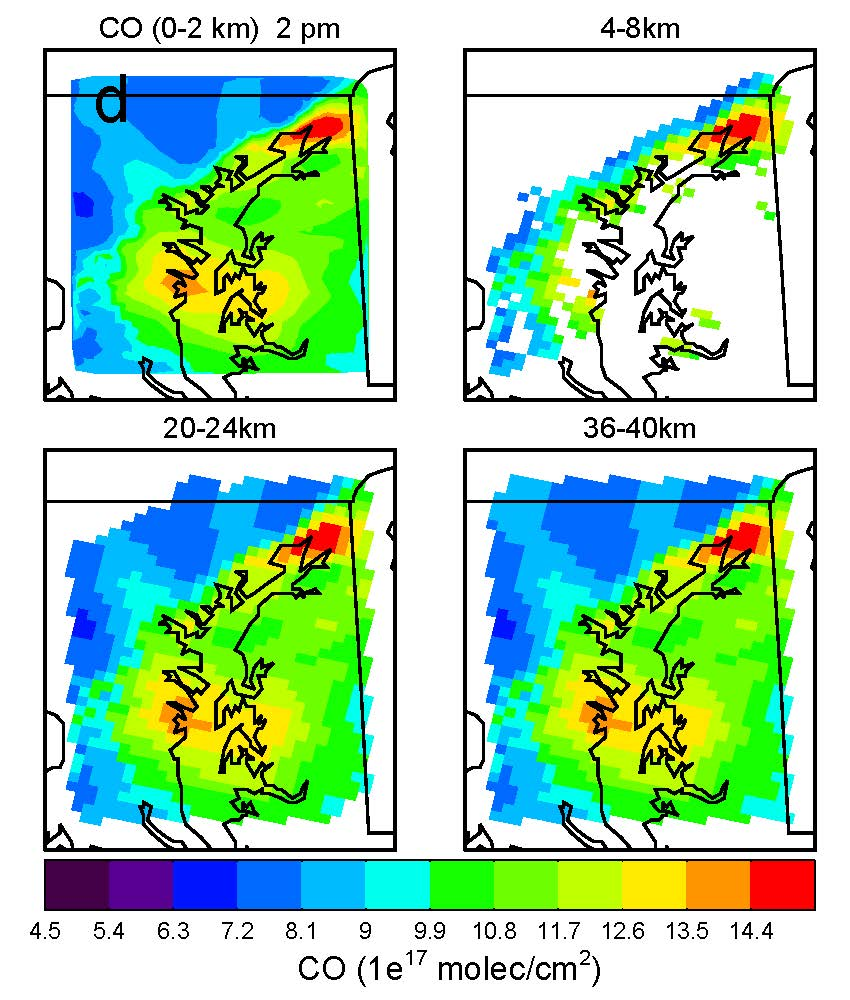 CO (0-2 km)  2 pm
4-8km
d
20-24km
36-40km
4.5 5.4 6.3 7.2 8.1 9 9.9 10.8 11.7 12.6 13.5 14.4
CO (1e¹⁷ molec/cm²)